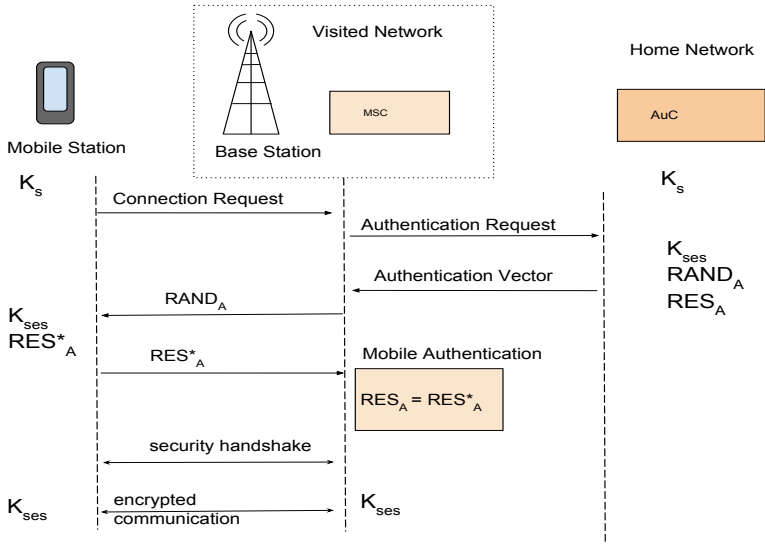 Visited Network
Home Network
MSC
AuC
Mobile Station
Base Station
Ks
Ks
Connection Request
Authentication Request
Kses
RANDA
RESA
Authentication Vector
RANDA
Kses
RES*A
RES*A
Mobile Authentication
RESA = RES*A
security handshake
Kses
encrypted
communication
Kses